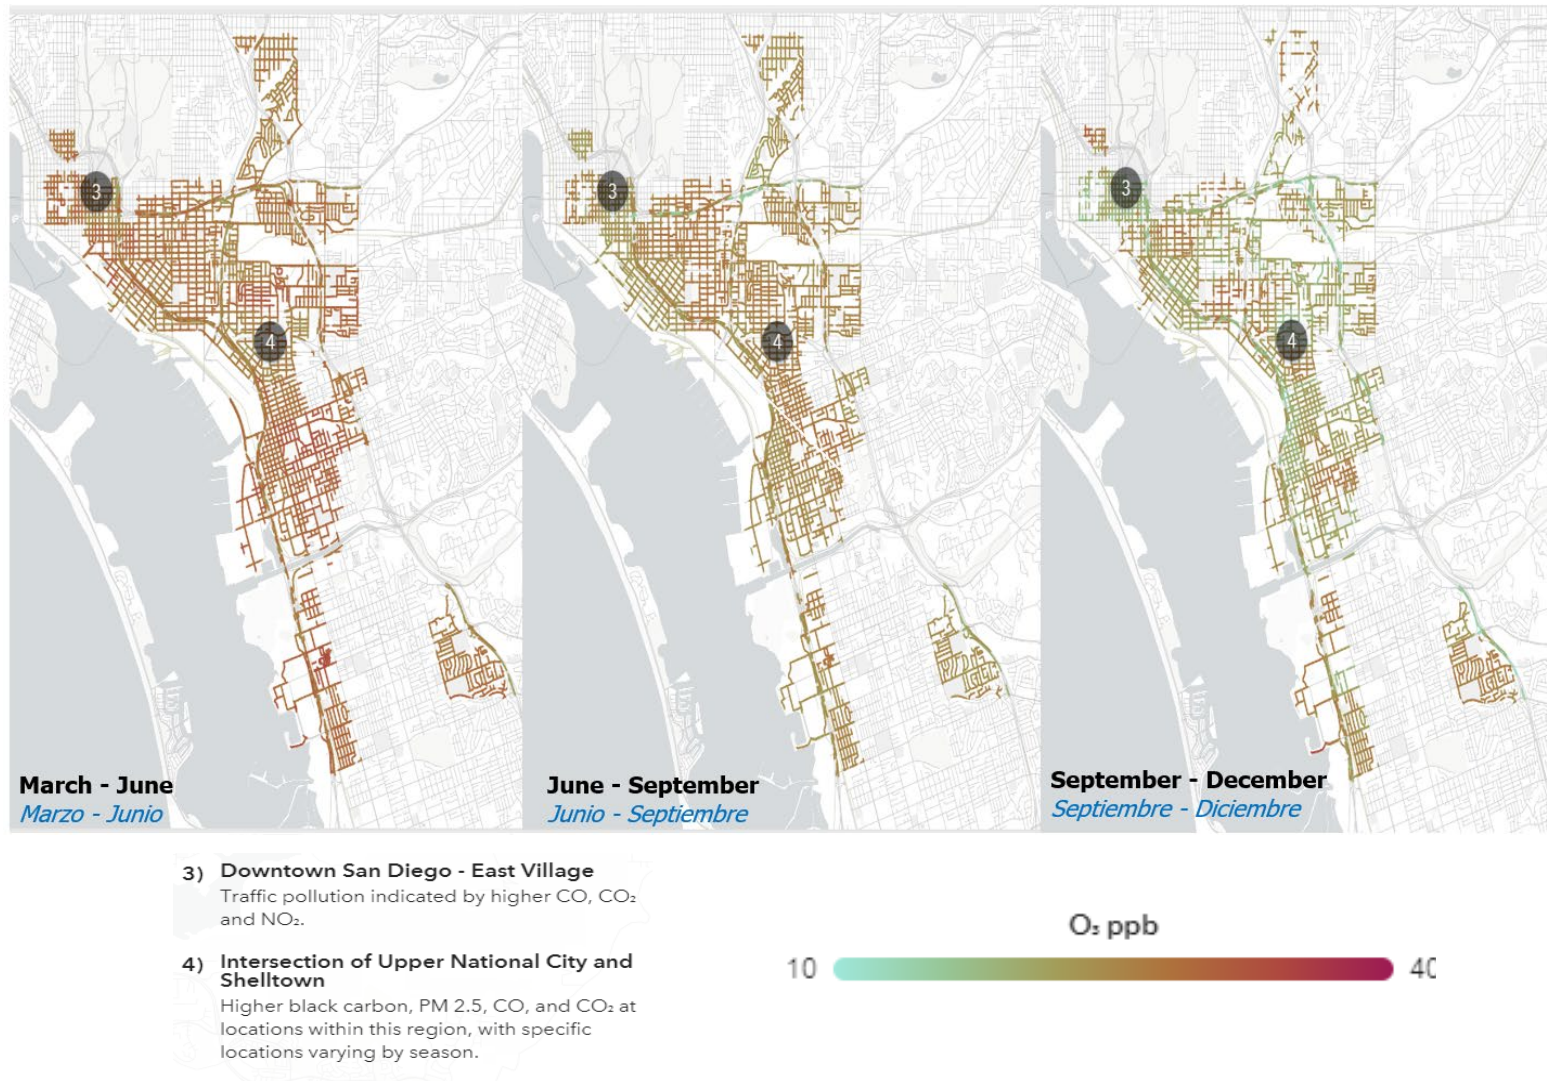 3
4
3
4
3
4
March - June
Marzo - Junio
June - September
Junio - Septiembre
September - December
Septiembre - Diciembre
3) Downtown San Diego - East Village
Traffic pollution indicated by higher CO, CO₂
and NO₂.
4) Intersection of Upper National City and
Shelltown
Higher black carbon, PM 2.5, CO, and CO₂ at
locations within this region, with specific
locations varying by season.
O₃ ppb
10
40